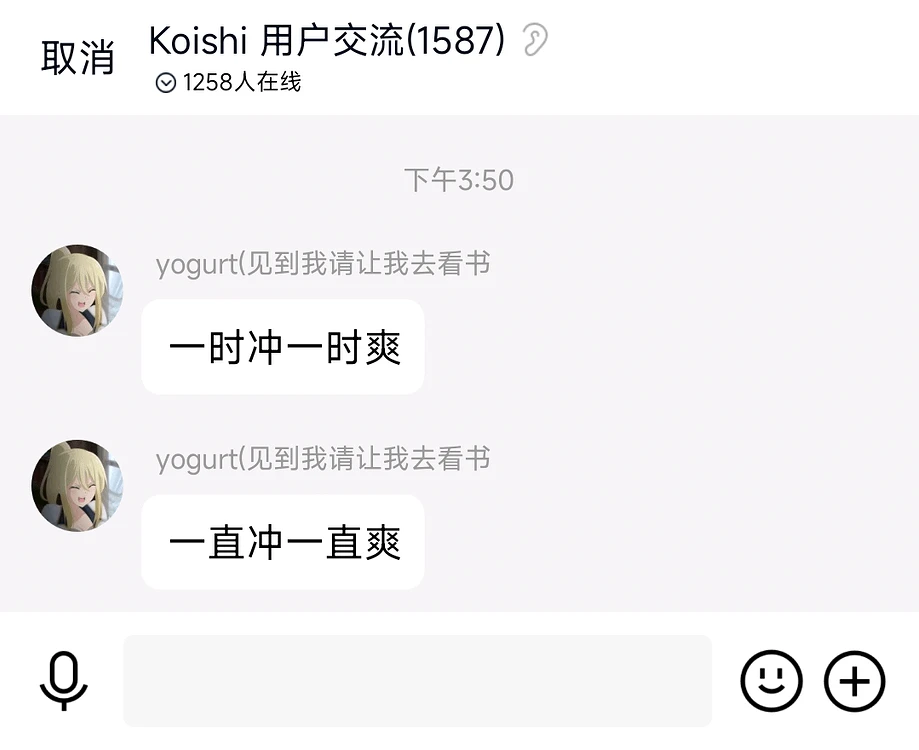 取消
Koishi 用户交流(1587)
1258人在线
下午3:50
yogurt(见到我请让我去看书
一时冲一时爽
yogurt(见到我请让我去看书
一直冲一直爽